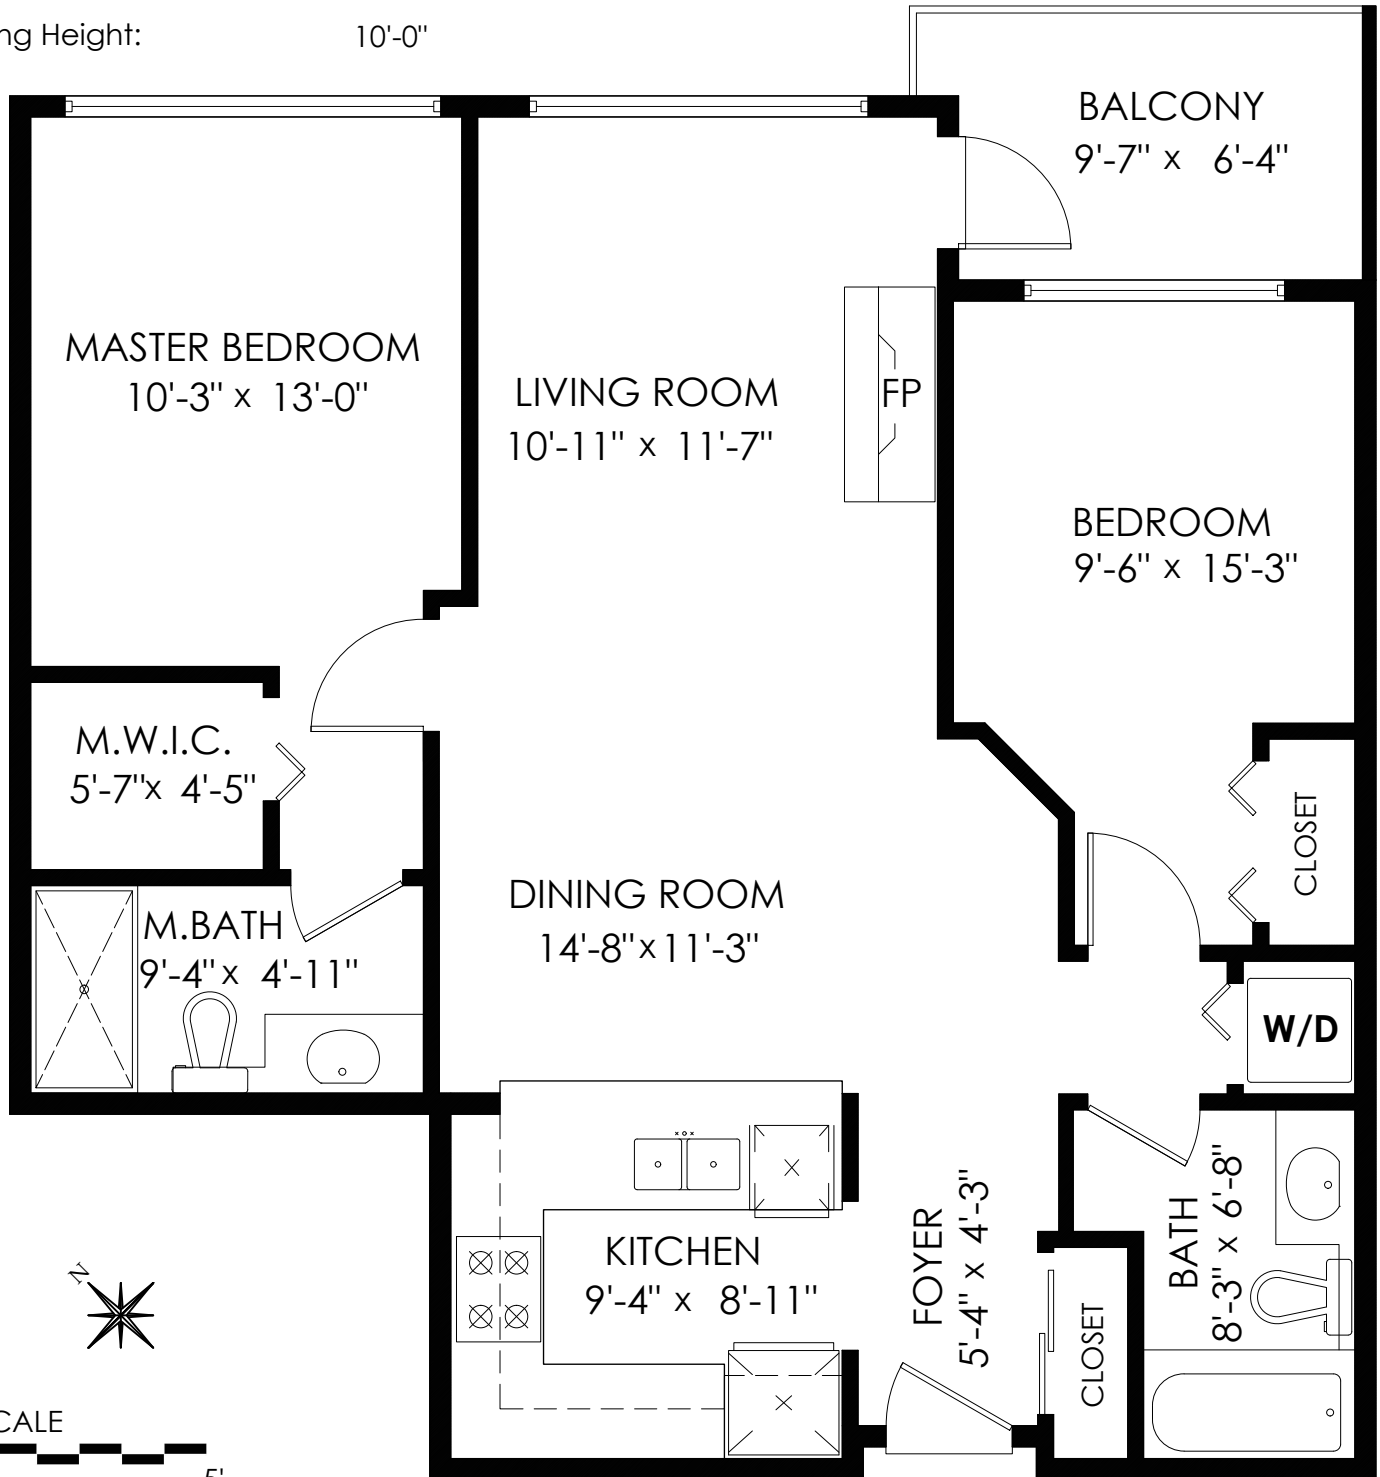 ng Height: 10'-0"
BALCONY
9'-7" x 6'-4"
MASTER BEDROOM
10'-3" x 13'-0"
LIVING ROOM
10'-11" x 11'-7"
FP
BEDROOM
9'-6" x 15'-3"
M.W.I.C.
5'-7"x 4'-5"
CLOSET
DINING ROOM
14'-8"x11'-3"
M.BATH
9'-4"x 4'-11"
W/D
KITCHEN
9'-4" x 8'-11"
FOYER
5'-4" x 4'-3"
BATH
8'-3" x 6'-8"
CLOSET
N
CALE
5'